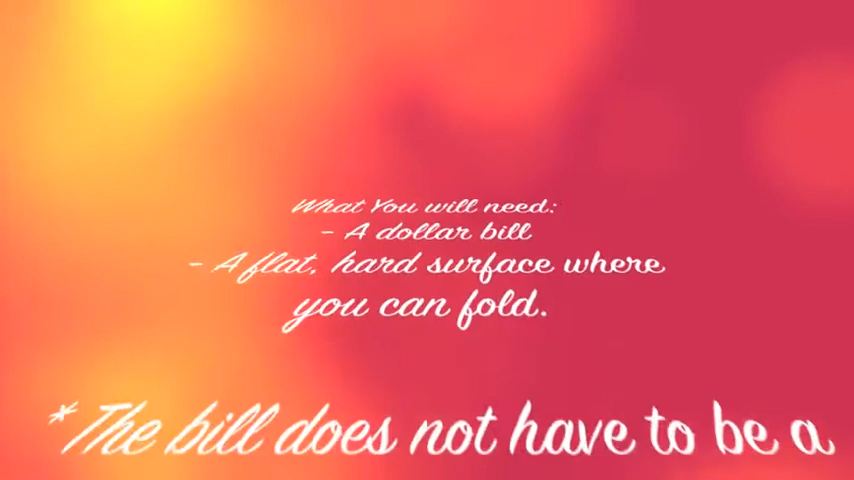 What You will need:
- A dollar bill
- A flat, hard surface where
you can fold.
* The bill does not have to be a